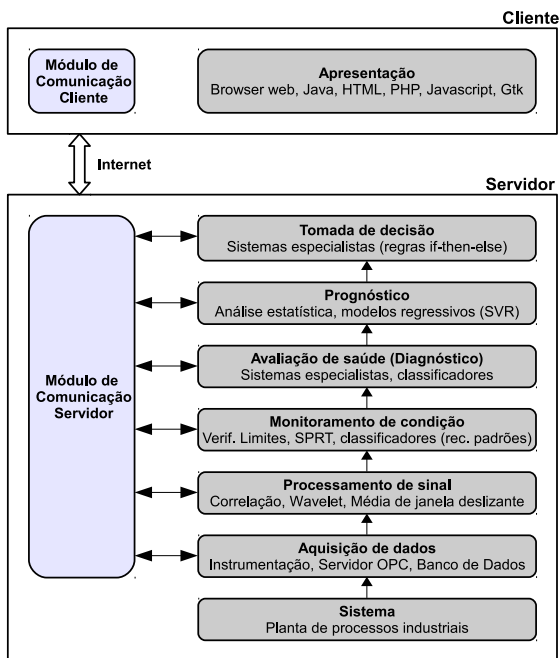 Cliente
Módulo de
Comunicação
Cliente
Apresentação
Browser web, Java, HTML, PHP, Javascript, Gtk
Internet
Servidor
Módulo de
Comunicação
Servidor
Tomada de decisão
Sistemas especialistas (regras if-then-else)
Prognóstico
Análise estatística, modelos regressivos (SVR)
Avaliação de saúde (Diagnóstico)
Sistemas especialistas, classificadores
Monitoramento de condição
Verif. Limites, SPRT, classificadores (rec. padrões)
Processamento de sinal
Correlação, Wavelet, Média de janela deslizante
Aquisição de dados
Instrumentação, Servidor OPC, Banco de Dados
Sistema
Planta de processos industriais